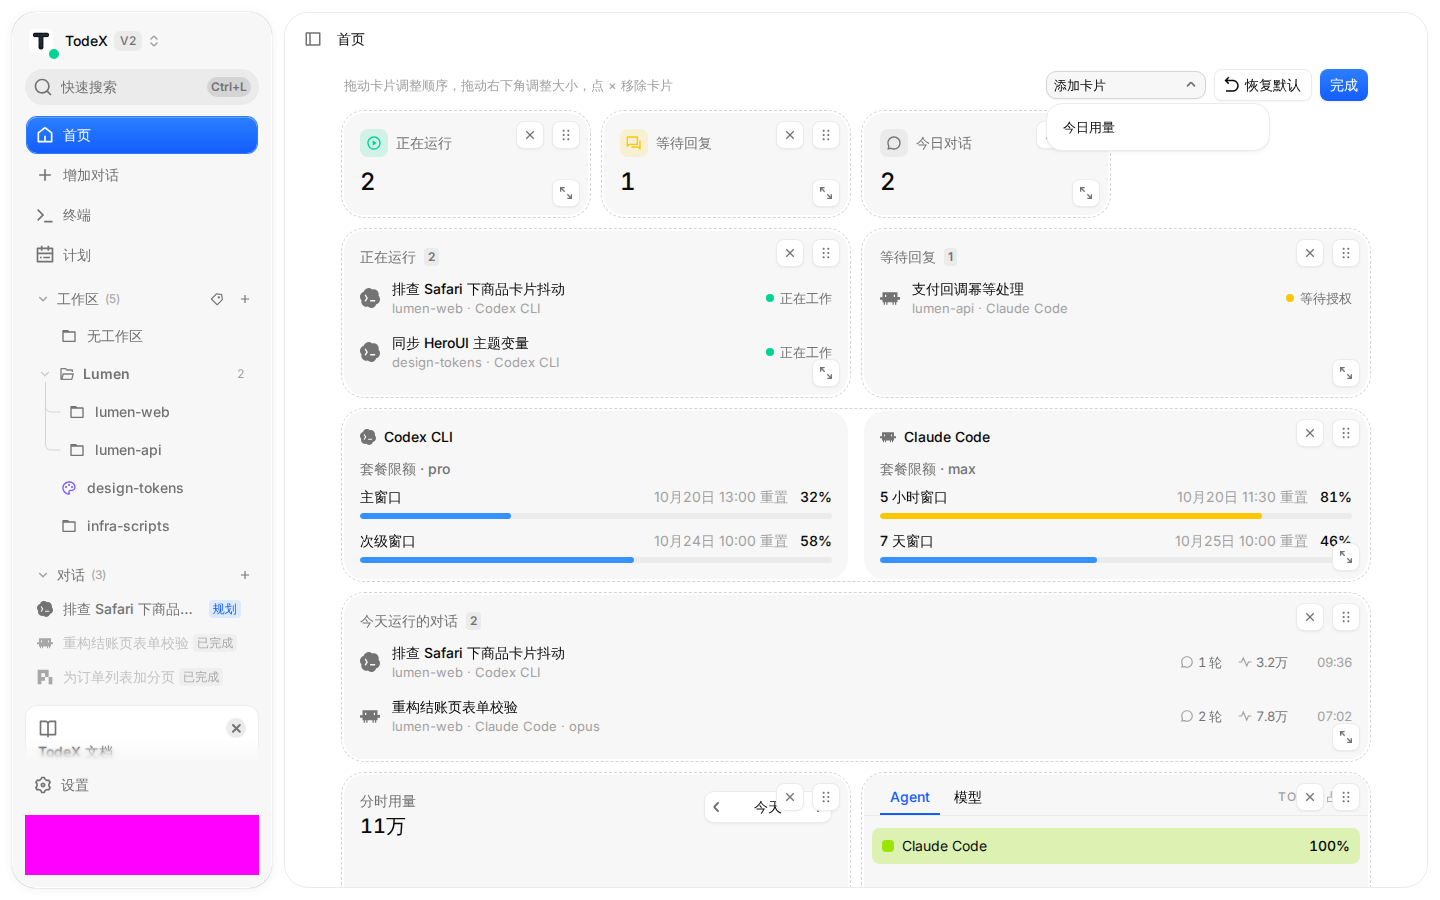 TodeX V2
快速搜索 Ctrl+L
首页
增加对话
终端
计划
工作区 (5)
无工作区
Lumen 2
lumen-web
lumen-api
design-tokens
infra-scripts
对话 (3)
排查 Safari 下商品... 规划
重构结账页表单校验 已完成
为订单列表加分页 已完成
TodeX 文档
设置
首页
拖动卡片调整顺序，拖动右下角调整大小，点 × 移除卡片
添加卡片
恢复默认
完成
今日用量
正在运行
2
等待回复
1
今日对话
2
正在运行 2
排查 Safari 下商品卡片抖动
lumen-web · Codex CLI
正在工作
同步 HeroUI 主题变量
design-tokens · Codex CLI
正在工作
等待回复 1
支付回调幂等处理
lumen-api · Claude Code
等待授权
Codex CLI
套餐限额 · pro
主窗口 10月20日 13:00 重置 32%
次级窗口 10月24日 10:00 重置 58%
Claude Code
套餐限额 · max
5 小时窗口 10月20日 11:30 重置 81%
7 天窗口 10月25日 10:00 重置 46%
今天运行的对话 2
排查 Safari 下商品卡片抖动
lumen-web · Codex CLI
1 轮 3.2万 09:36
重构结账页表单校验
lumen-web · Claude Code · opus
2 轮 7.8万 07:02
分时用量
11万
今天
Agent 模型
Claude Code 100%